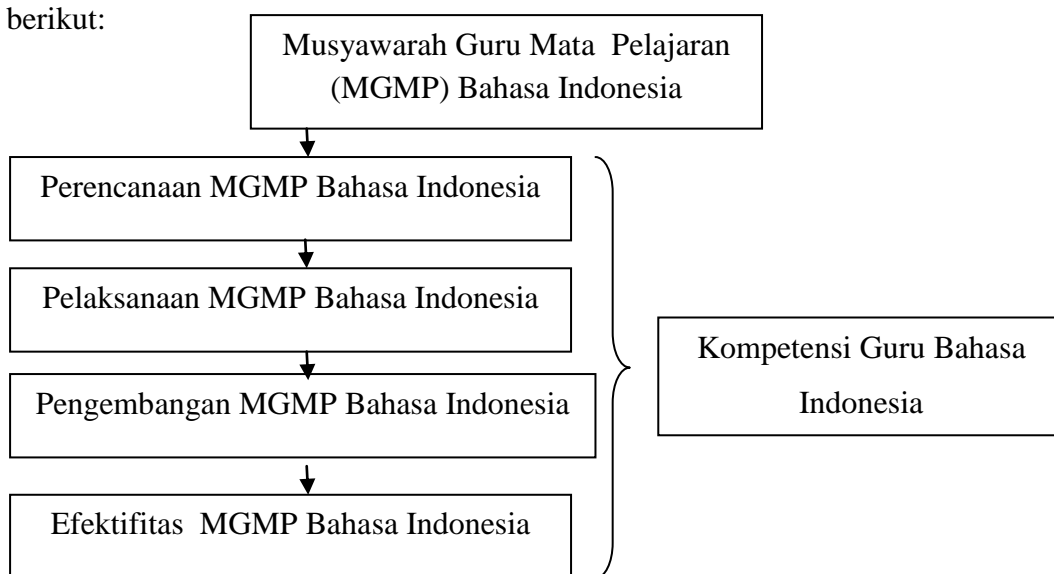 berikut:
Musyawarah Guru Mata Pelajaran
(MGMP) Bahasa Indonesia
Perencanaan MGMP Bahasa Indonesia
Pelaksanaan MGMP Bahasa Indonesia
Pengembangan MGMP Bahasa Indonesia
Efektifitas MGMP Bahasa Indonesia
Kompetensi Guru Bahasa
Indonesia